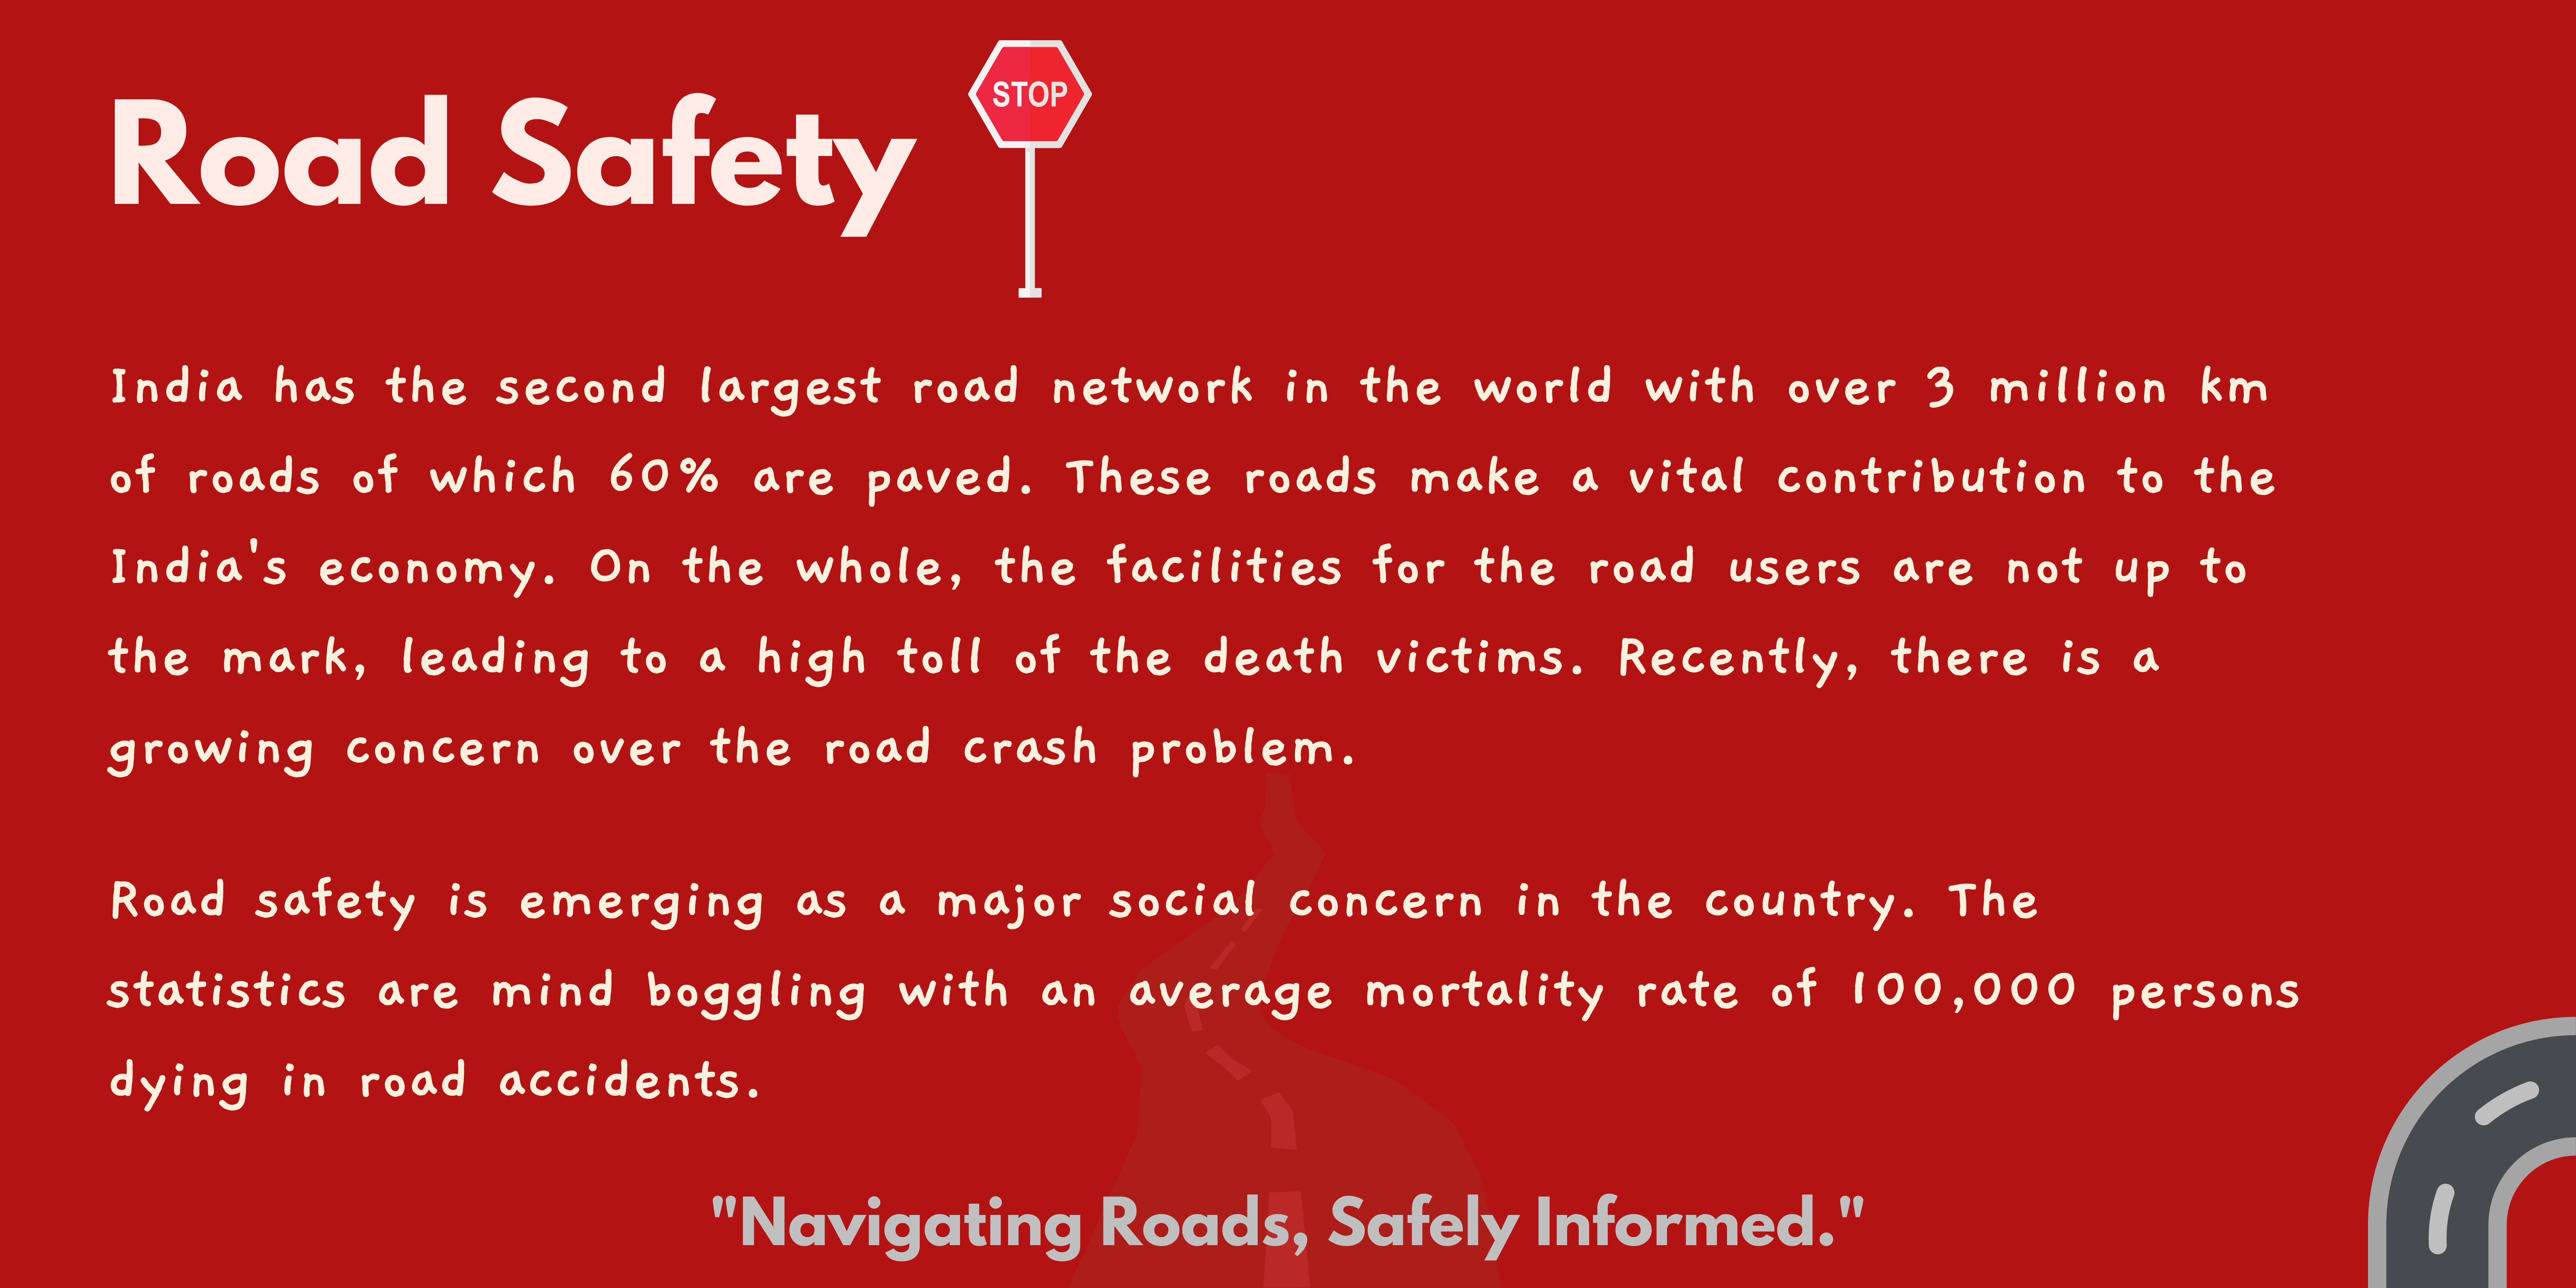 Road Safety
STOP
India has the second largest road network in the world with over 3 million km
of roads of which 60% are paved. These roads make a vital contribution to the
India's economy. On the whole, the facilities for the road users are not up to
the mark, leading to a high toll of the death victims. Recently, there is a
growing concern over the road crash problem.
Road safety is emerging as a major social concern in the country. The
statistics are mind boggling with an average mortality rate of 100,000 persons
dying in road accidents.
"Navigating Roads, Safely Informed."